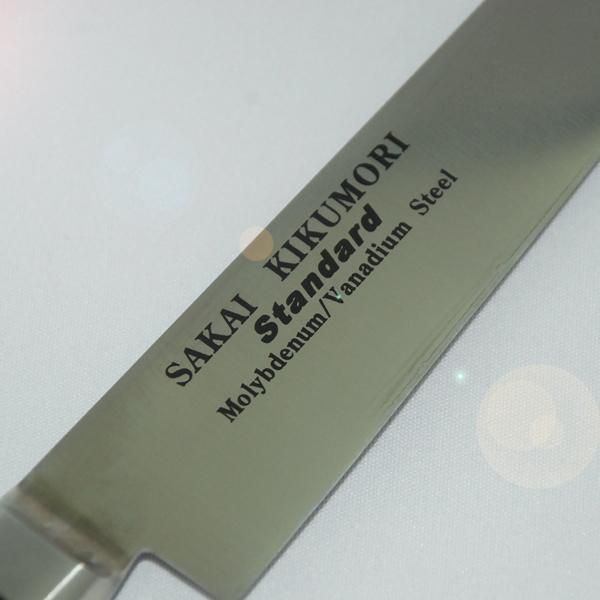 SAKAI KIKUMORI
Standard
Molybdenum/Vanadium Steel